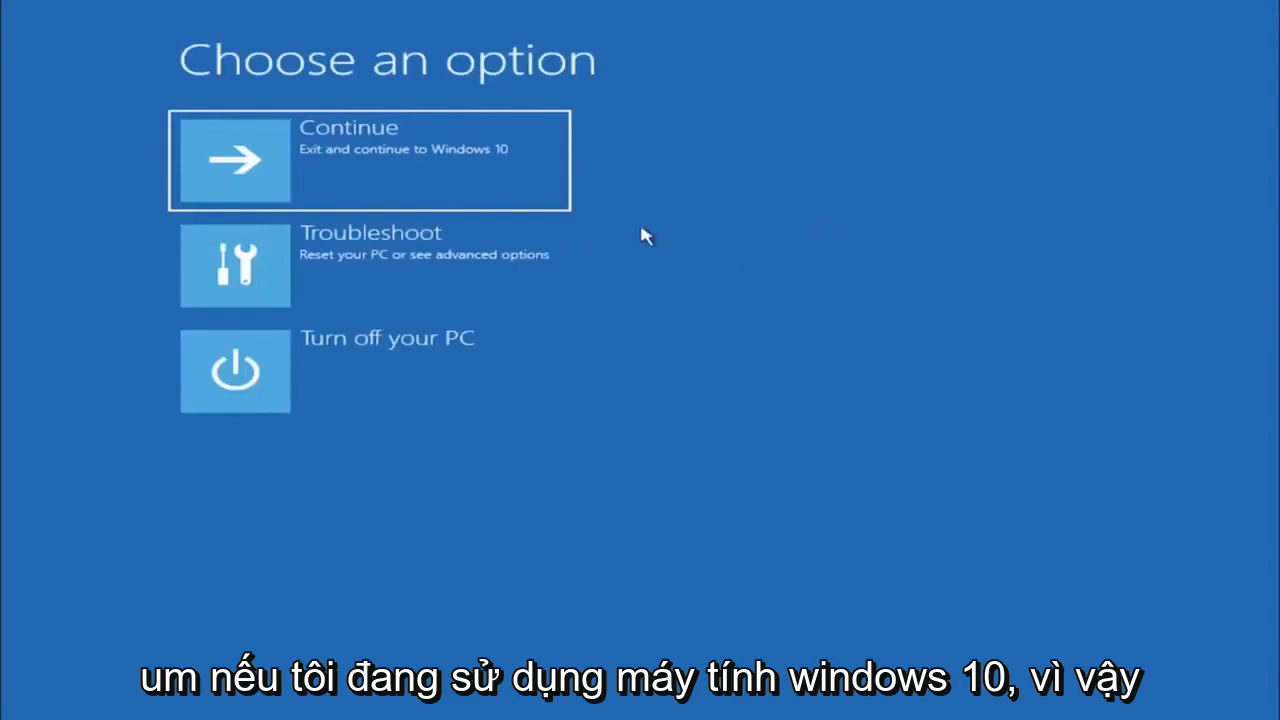 Choose an option
Continue
Exit and continue to Windows 10
Troubleshoot
Reset your PC or see advanced options
Turn off your PC
um nếu tôi đang sử dụng máy tính windows 10, vì vậy